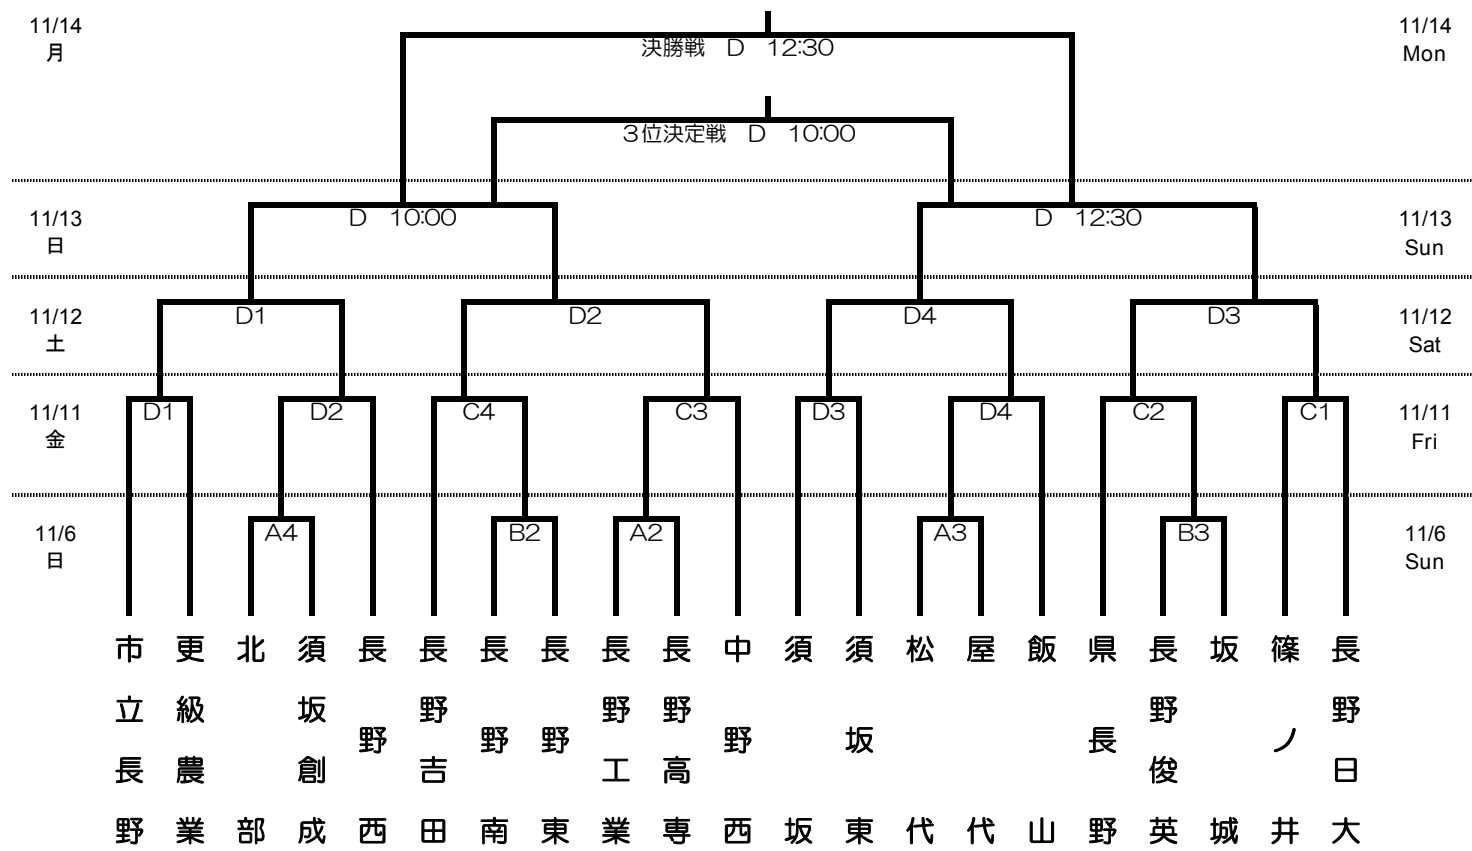 11/14
月
決勝戦 D 12:30
11/14
Mon
3位決定戦 D 10:00
11/13
日
D 10:00
D 12:30
11/13
Sun
11/12
土
D1
D2
D4
D3
11/12
Sat
11/11
金
D1
D2
C4
C3
D3
D4
C2
C1
11/11
Fri
11/6
日
A4
B2
A2
A3
B3
11/6
Sun
市立長野
更級農業
北部
須坂創成
長野西
長野吉田
長野南
長野東
長野工業
長野高専
中野西
須坂
須坂東
松代
屋代
飯山
県長野
長野俊英
坂城
篠ノ井
長野日大